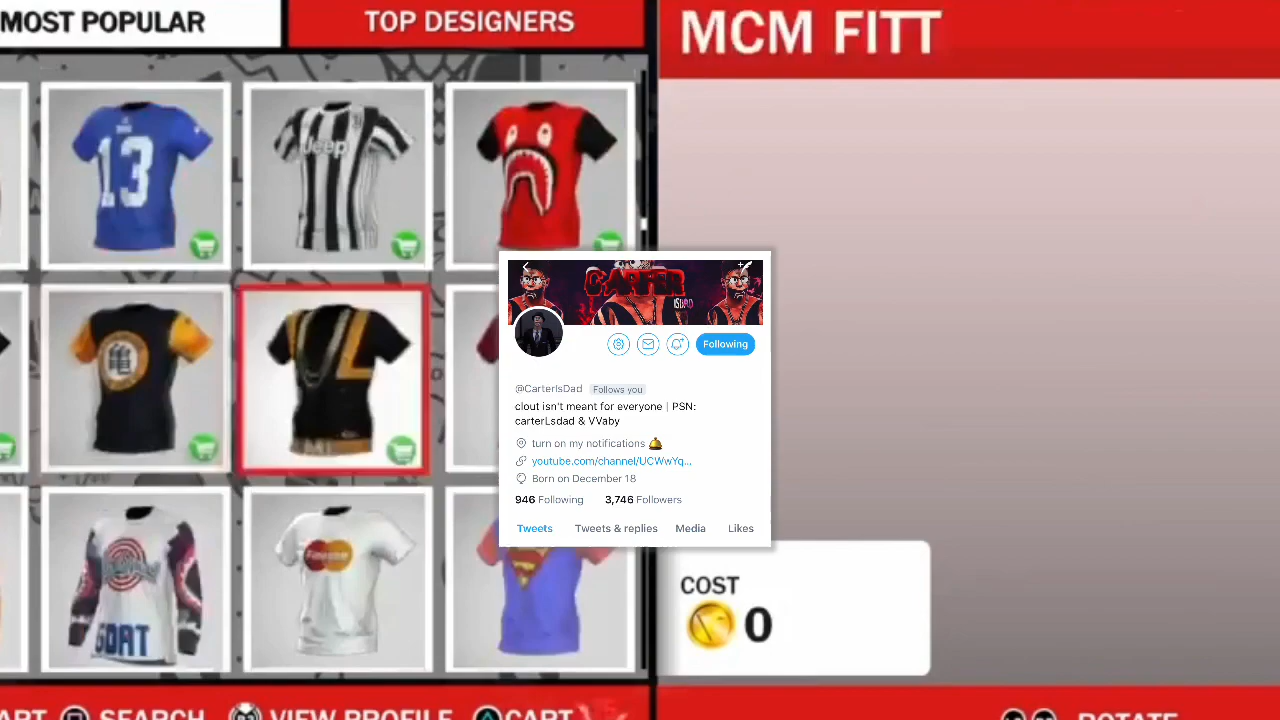 MOST POPULAR
TOP DESIGNERS
MCM FITT
13
Jeep
亀
CARTER
ISDAD
Following
@CarterIsDad Follows you
clout isn't meant for everyone | PSN:
carterLsdad & VVaby
turn on my notifications 🛎️
youtube.com/channel/UCWwYq...
Born on December 18
946 Following 3,746 Followers
Tweets Tweets & replies Media Likes
GOAT
COST
0
SEARCH
VIEW PROFILE
CART
ROTATE